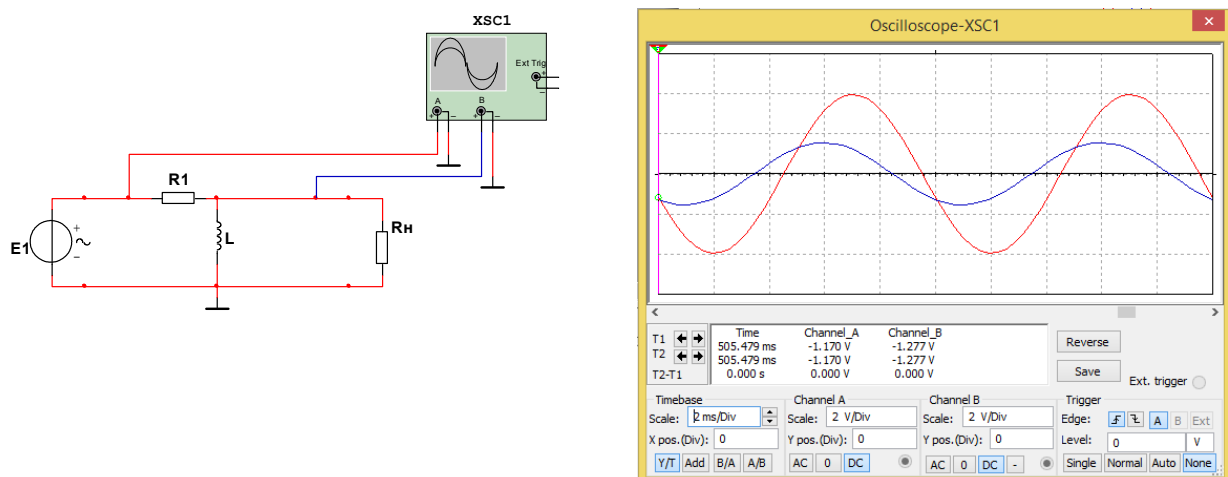 XSC1
Ext Trig
+
–
A
B
+ – + –
R1
E1
+
–
L
RH
Oscilloscope-XSC1
x
Time Channel_A Channel_B
T1 505.479 ms -1.170 V -1.277 V
T2 505.479 ms -1.170 V -1.277 V
T2-T1 0.000 s 0.000 V 0.000 V
Reverse
Save
Ext. trigger
Timebase
Scale: 2 ms/Div
X pos.(Div): 0
Y/T Add B/A A/B
Channel A
Scale: 2 V/Div
Y pos.(Div): 0
AC 0 DC
Channel B
Scale: 2 V/Div
Y pos.(Div): 0
AC 0 DC -
Trigger
Edge: A B Ext
Level: 0 V
Single Normal Auto None